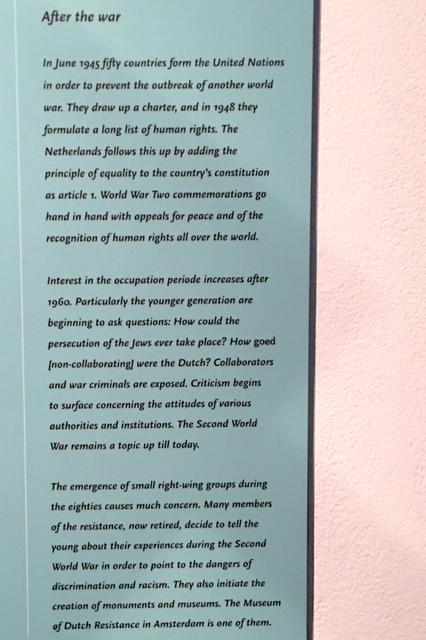 After the war
In June 1945 fifty countries form the United Nations
in order to prevent the outbreak of another world
war. They draw up a charter, and in 1948 they
formulate a long list of human rights. The
Netherlands follows this up by adding the
principle of equality to the country's constitution
as article 1. World War Two commemorations go
hand in hand with appeals for peace and of the
recognition of human rights all over the world.
Interest in the occupation periode increases after
1960. Particularly the younger generation are
beginning to ask questions: How could the
persecution of the Jews ever take place? How goed
[non-collaborating] were the Dutch? Collaborators
and war criminals are exposed. Criticism begins
to surface concerning the attitudes of various
authorities and institutions. The Second World
War remains a topic up till today.
The emergence of small right-wing groups during
the eighties causes much concern. Many members
of the resistance, now retired, decide to tell the
young about their experiences during the Second
World War in order to point to the dangers of
discrimination and racism. They also initiate the
creation of monuments and museums. The Museum
of Dutch Resistance in Amsterdam is one of them.